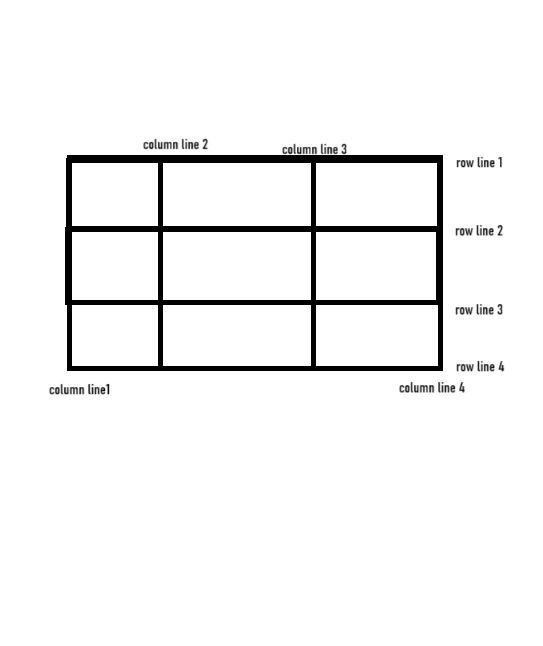 column line 2
column line 3
row line 1
row line 2
row line 3
row line 4
column line1
column line 4